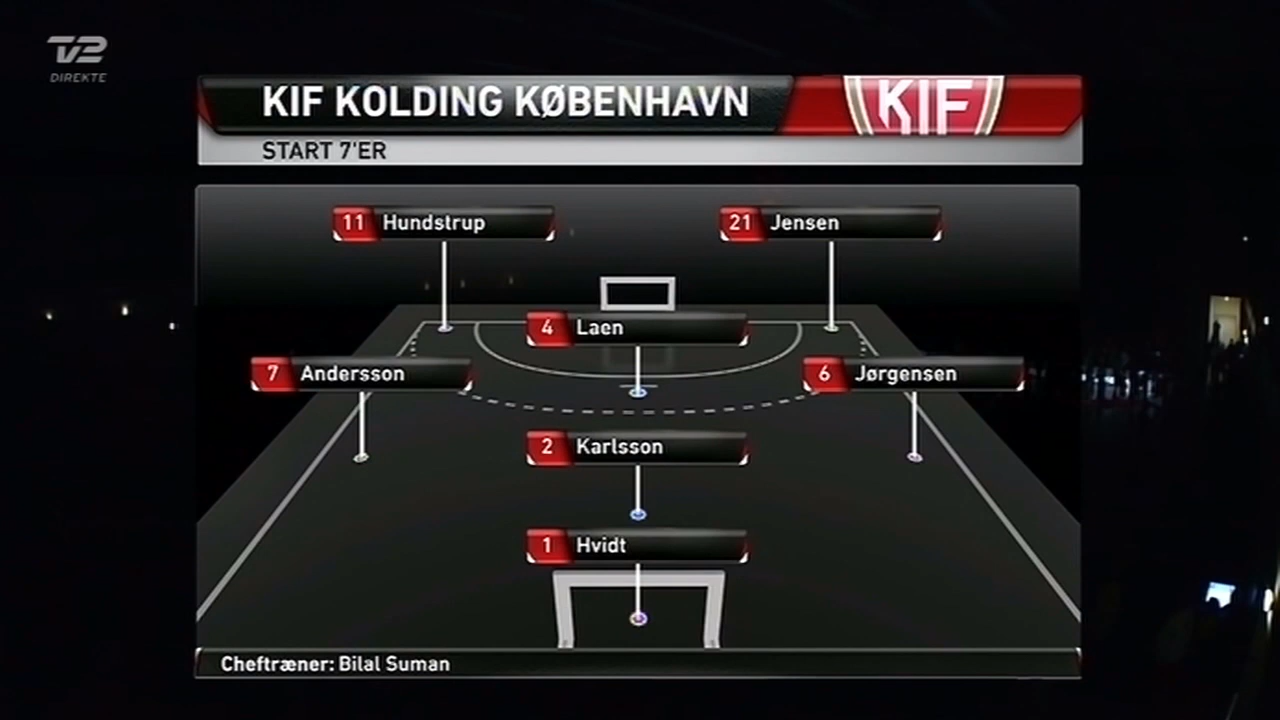 TV2
DIREKTE
KIF KOLDING KØBENHAVN
KIF
START 7'ER
11 Hundstrup
21 Jensen
4 Laen
7 Andersson
6 Jørgensen
2 Karlsson
1 Hvidt
Cheftræner: Bilal Suman